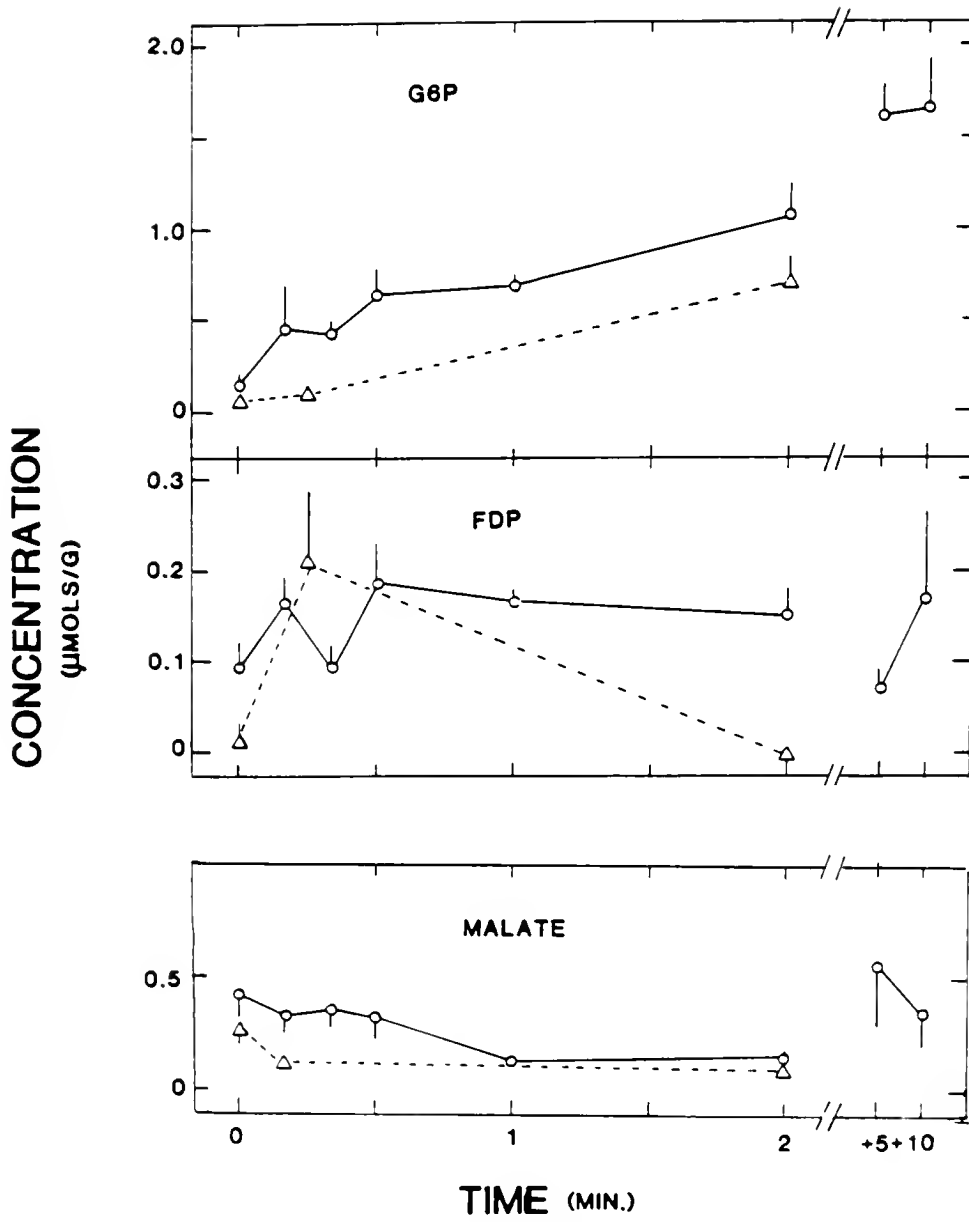 2.0
G6P
1.0
0
0.3
FDP
0.2
0.1
0
CONCENTRATION
(µMOLS/G)
MALATE
0.5
0
0 1 2 +5+10
TIME (MIN.)